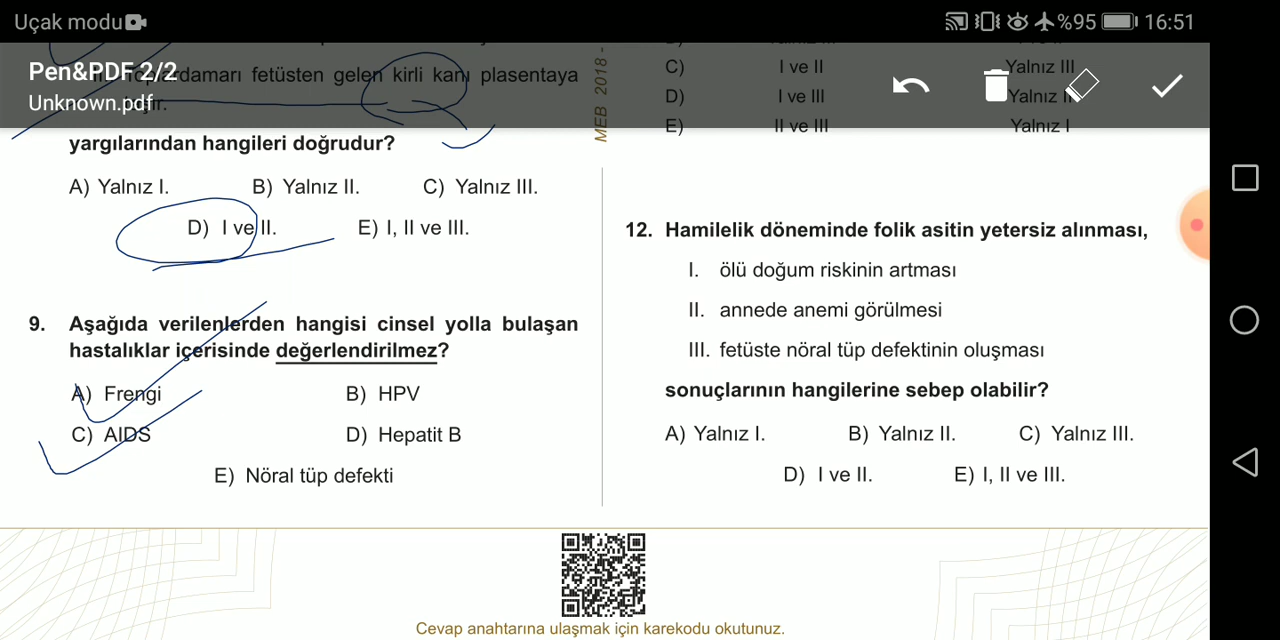 Uçak modu
%95
16:51
Pen&PDF 2/2
Unknown.pdf
fetüsten gelen kirli kanı plasentaya
yargılarından hangileri doğrudur?
A) Yalnız I.
B) Yalnız II.
C) Yalnız III.
D) I ve II.
E) I, II ve III.
9. Aşağıda verilenlerden hangisi cinsel yolla bulaşan
hastalıklar içerisinde değerlendirilmez?
A) Frengi
B) HPV
C) AIDS
D) Hepatit B
E) Nöral tüp defekti
MEB 2018 -
C) I ve II Yalnız III
D) I ve III Yalnız
E) II ve III Yalnız I
12. Hamilelik döneminde folik asitin yetersiz alınması,
I. ölü doğum riskinin artması
II. annede anemi görülmesi
III. fetüste nöral tüp defektinin oluşması
sonuçlarının hangilerine sebep olabilir?
A) Yalnız I.
B) Yalnız II.
C) Yalnız III.
D) I ve II.
E) I, II ve III.
Cevap anahtarına ulaşmak için karekodu okutunuz.